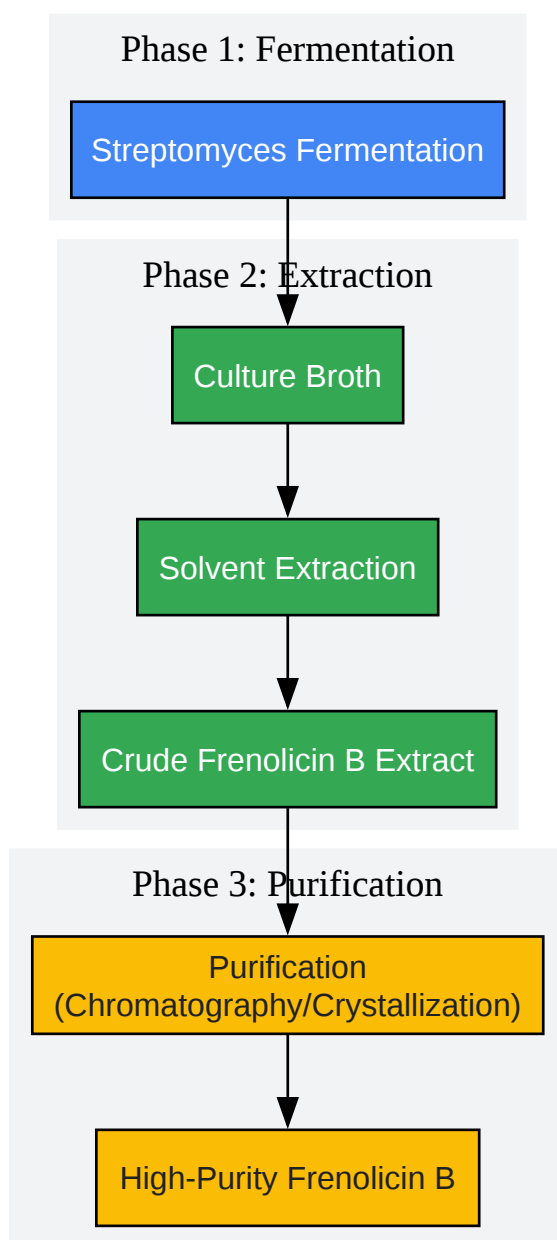 Phase 1: Fermentation
Streptomyces Fermentation
Phase 2: Extraction
Culture Broth
Solvent Extraction
Crude Frenolicin B Extract
Phase 3: Purification
Purification
(Chromatography/Crystallization)
High-Purity Frenolicin B